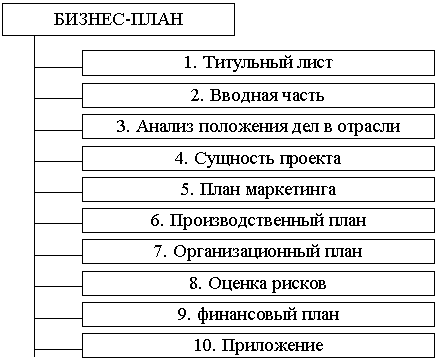 БИЗНЕС-ПЛАН
1. Титульный лист
2. Вводная часть
3. Анализ положения дел в отрасли
4. Сущность проекта
5. План маркетинга
6. Производственный план
7. Организационный план
8. Оценка рисков
9. финансовый план
10. Приложение